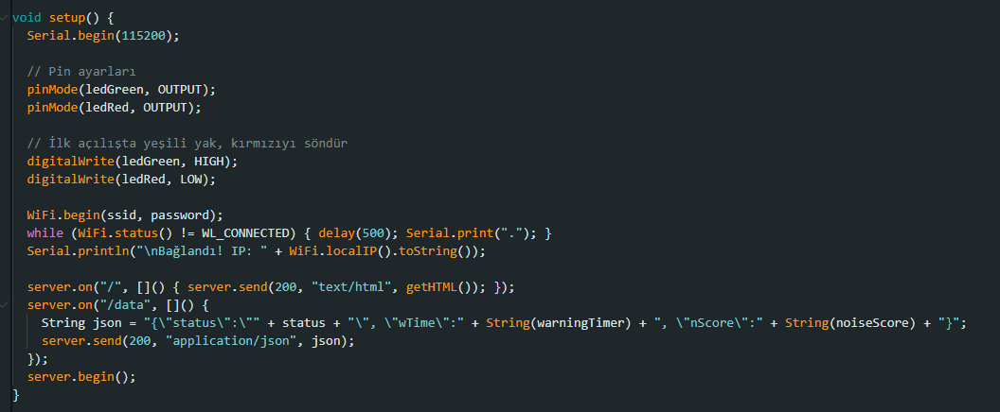 void setup() {
  Serial.begin(115200);

  // Pin ayarları
  pinMode(ledGreen, OUTPUT);
  pinMode(ledRed, OUTPUT);

  // İlk açılışta yeşili yak, kırmızıyı söndür
  digitalWrite(ledGreen, HIGH);
  digitalWrite(ledRed, LOW);

  WiFi.begin(ssid, password);
  while (WiFi.status() != WL_CONNECTED) { delay(500); Serial.print("."); }
  Serial.println("\nBağlandı! IP: " + WiFi.localIP().toString());

  server.on("/", []() { server.send(200, "text/html", getHTML()); });
  server.on("/data", []() {
    String json = "{\"status\":\"" + status + "\", \"wTime\":" + String(warningTimer) + ", \"nScore\":" + String(noiseScore) + "}";
    server.send(200, "application/json", json);
  });
  server.begin();
}